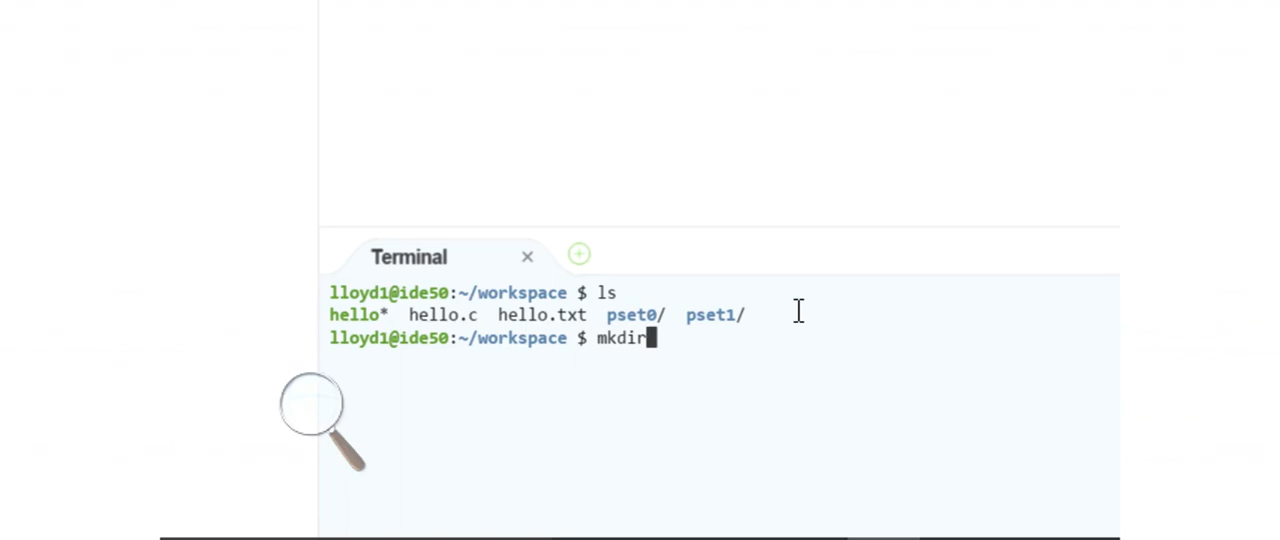 Terminal
lloyd1@ide50:~/workspace $ ls
hello* hello.c hello.txt pset0/ pset1/
lloyd1@ide50:~/workspace $ mkdir